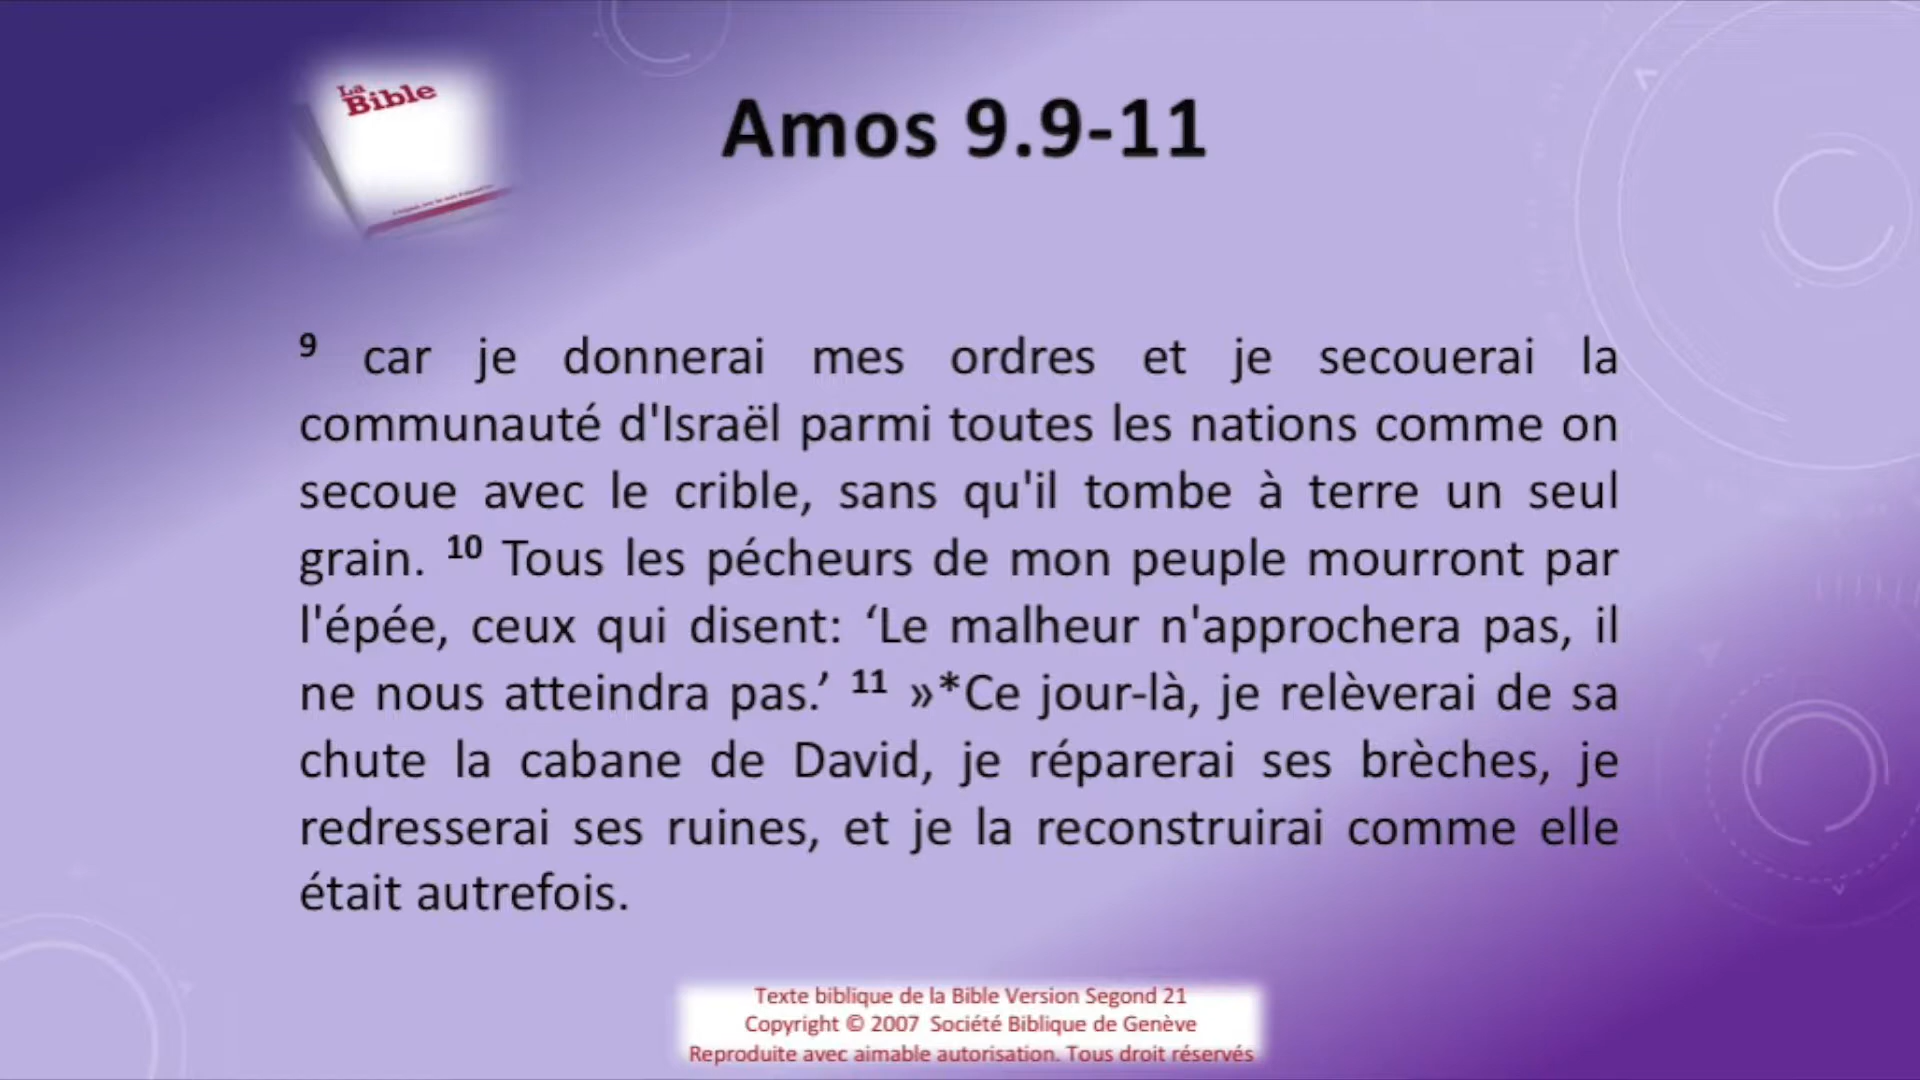 La
Bible
Amos 9.9-11
9 car je donnerai mes ordres et je secouerai la
communauté d'Israël parmi toutes les nations comme on
secoue avec le crible, sans qu'il tombe à terre un seul
grain. 10 Tous les pécheurs de mon peuple mourront par
l'épée, ceux qui disent: ‘Le malheur n'approchera pas, il
ne nous atteindra pas.’ 11 »*Ce jour-là, je relèverai de sa
chute la cabane de David, je réparerai ses brèches, je
redresserai ses ruines, et je la reconstruirai comme elle
était autrefois.
Texte biblique de la Bible Version Segond 21
Copyright © 2007 Société Biblique de Genève
Reproduite avec aimable autorisation. Tous droit réservés